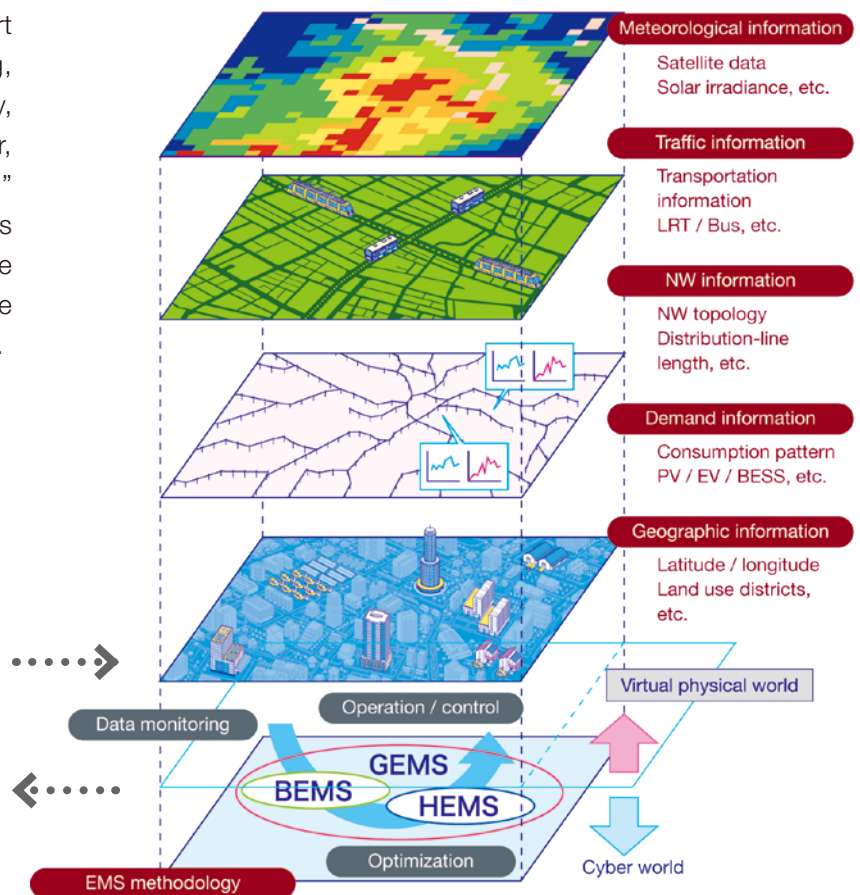 rt
g,
y,
r,
”
s
e
e
.
Meteorological information
Satellite data
Solar irradiance, etc.
Traffic information
Transportation
information
LRT / Bus, etc.
NW information
NW topology
Distribution-line
length, etc.
Demand information
Consumption pattern
PV / EV / BESS, etc.
Geographic information
Latitude / longitude
Land use districts,
etc.
Virtual physical world
Operation / control
Data monitoring
GEMS
BEMS
HEMS
Optimization
Cyber world
EMS methodology